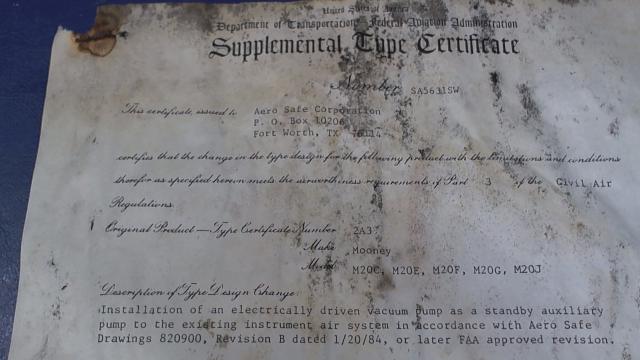 United States of America
Department of Transportation—Federal Aviation Administration
Supplemental Type Certificate
Number SA5631SW
This certificate, issued to Aero Safe Corporation
P. O. Box 10206
Fort Worth, TX 76114
certifies that the change in the type design for the following product with the limitations and conditions
therefor as specified hereon meets the airworthiness requirements of Part 3 of the Civil Air
Regulations.
Original Product—Type Certificate Number 2A3
Make Mooney
Model M20C, M20E, M20F, M20G, M20J
Description of Type Design Change:
Installation of an electrically driven vacuum pump as a standby auxiliary
pump to the existing instrument air system in accordance with Aero Safe
Drawings 820900, Revision B dated 1/20/84, or later FAA approved revision.